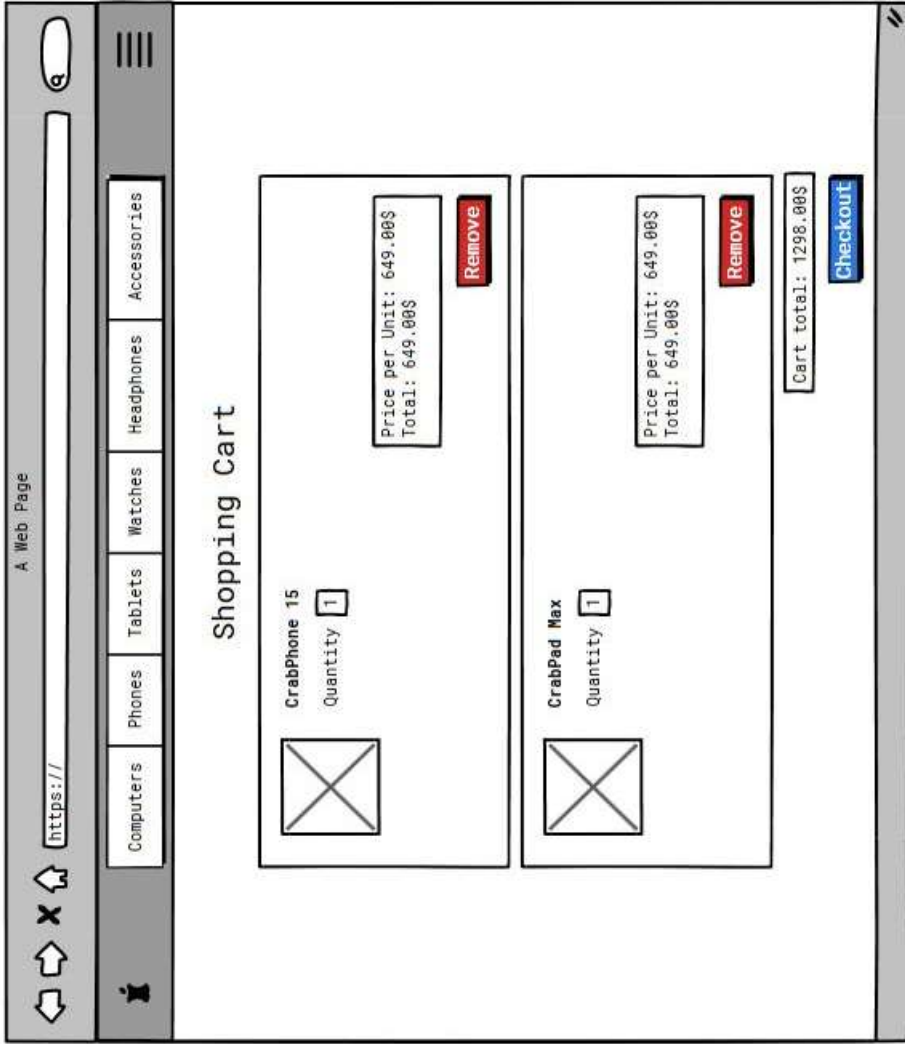 A Web Page
https://
Computers Phones Tablets Watches Headphones Accessories
Shopping Cart
CrabPhone 15
Quantity 1
Price per Unit: 649.00$
Total: 649.00$
Remove
CrabPad Max
Quantity 1
Price per Unit: 649.00$
Total: 649.00$
Remove
Cart total: 1298.00$
Checkout